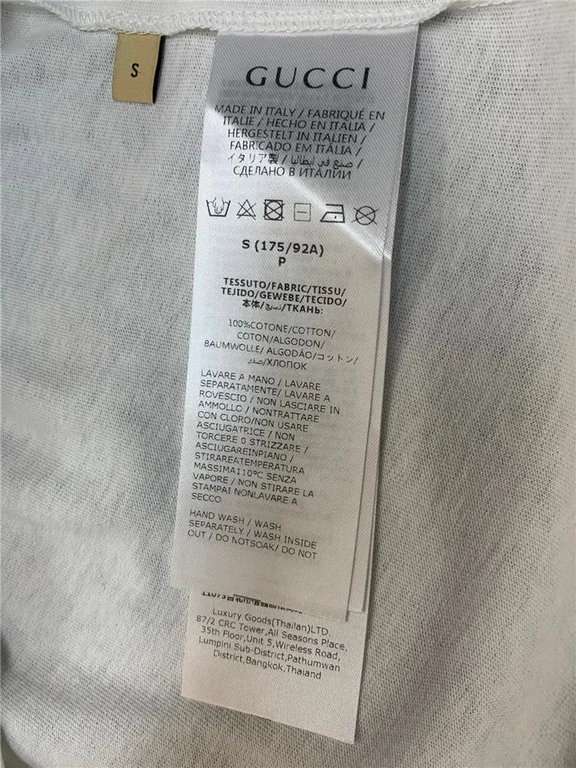 S
GUCCI
MADE IN ITALY / FABRIQUÉ EN
ITALIE / HECHO EN ITALIA /
HERGESTELT IN ITALIEN /
FABRICADO EM ITÁLIA /
イタリア製 / صنع في ايطاليا /
СДЕЛАНО В ИТАЛИИ
S (175/92A)
P
TESSUTO/FABRIC/TISSU/
TEJIDO/GEWEBE/TECIDO/
本体/نسيج/ТКАНЬ:
100%COTONE/COTTON/
COTON/ALGODON/
BAUMWOLLE/ ALGODÃO/コットン/
/ХЛОПОК
LAVARE A MANO / LAVARE
SEPARATAMENTE/ LAVARE A
ROVESCIO / NON LASCIARE IN
AMMOLLO / NONTRATTARE
CON CLORO/NON USARE
ASCIUGATRICE / NON
TORCERE 0 STRIZZARE /
ASCIUGAREINPIANO /
STIRAREATEMPERATURA
MASSIMA110°C SENZA
VAPORE / NON STIRARE LA
STAMPAI NONLAVARE A
SECCO
HAND WASH / WASH
SEPARATELY / WASH INSIDE
OUT / DO NOTSOAK/ DO NOT
Luxury Goods(Thailan)LTD.
87/2 CRC Tower,All Seasons Place,
35th Floor,Unit 5,Wireless Road,
Lumpini Sub-District,Pathumwan
District,Bangkok,Thaiand